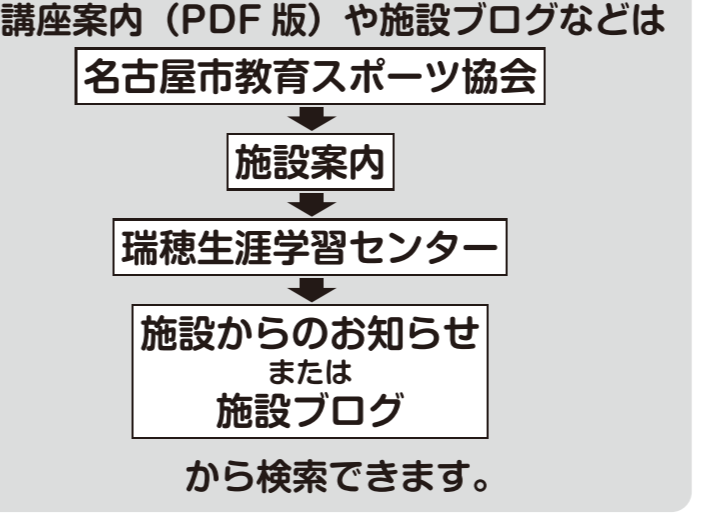 講座案内（PDF 版）や施設ブログなどは
名古屋市教育スポーツ協会
施設案内
瑞穂生涯学習センター
施設からのお知らせ
または
施設ブログ
から検索できます。